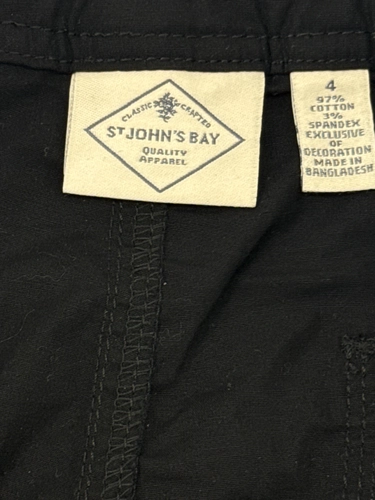 CLASSIC CRAFTED
ST JOHN'S BAY
QUALITY
APPAREL
4
97%
COTTON
3%
SPANDEX
EXCLUSIVE
OF
DECORATION
MADE IN
BANGLADESH